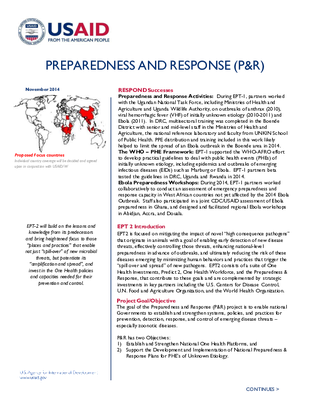 USAID
FROM THE AMERICAN PEOPLE
PREPAREDNESS AND RESPONSE (P&R)
November 2014
Proposed Focus countries
EPT-2 will build on the lessons and
knowledge from its predecessors
and bring heightened focus to those
"places and practices" that enable
not just "spill-over" of new microbial
threats, but potentiate its
"amplification and spread", and
invest in the One Health policies
and capacities needed for their
prevention and control.
U.S. Agency for International Development
www.usaid.gov
RESPOND Successes
Preparedness and Response Activities: During EPT-1, partners worked
with the Ugandan National Task Force, including Ministries of Health and
Agriculture and Uganda Wildlife Authority, on outbreaks of anthrax (2010),
viral hemorrhagic fever (VHF) of initially unknown etiology (2010-2011) and
Ebola (2011). In DRC, multisectoral training was completed in the Boende
District with senior and mid-level staff in the Ministries of Health and
Agriculture, the national reference laboratory and faculty from UNIKIN School
of Public Health. PPE distribution and training included in the work likely
helped to limit the spread of an Ebola outbreak in the Boende area in 2014.
The WHO – PHE Framework: EPT-1 supported the WHO-AFRO effort
to develop practical guidelines to deal with public health events (PHEs) of
initially unknown etiology, including epidemics and outbreaks of emerging
infectious diseases (EIDs) such as Marburg or Ebola. EPT-1 partners beta
tested the guidelines in DRC, Uganda and Rwanda in 2014.
Ebola Preparedness Workshops: During 2014, EPT-1 partners worked
collaboratively to conduct an assessment of emergency preparedness and
response capacity in West African countries not yet affected by the 2014 Ebola
Outbreak. Staff also participated in a joint CDC/USAID assessment of Ebola
preparedness in Ghana, and designed and facilitated regional Ebola workshops
in Abidjan, Accra, and Douala.
EPT 2 Introduction
EPT 2 is focused on mitigating the impact of novel "high consequence pathogens"
that originate in animals with a goal of enabling early detection of new disease
threats, effectively controlling those threats, enhancing national-level
preparedness in advance of outbreaks, and ultimately reducing the risk of these
diseases emerging by minimizing human behaviors and practices that trigger the
"spill-over and spread" of new pathogens. EPT2 consists of a suite of One
Health Investments, Predict 2, One Health Workforce, and the Preparedness &
Response, that contribute to these goals and are complemented by strategic
investments in key partners including the U.S. Centers for Disease Control,
U.N. Food and Agriculture Organization, and the World Health Organization.
Project Goal/Objective
The goal of the Preparedness and Response (P&R) project is to enable national
Governments to establish and strengthen systems, policies, and practices for
prevention, detection, response, and control of emerging disease threats –
especially zoonotic diseases.
P&R has two Objectives:
1) Establish and Strengthen National One Health Platforms, and
2) Support the Development and Implementation of National Preparedness &
Response Plans for PHE's of Unknown Etiology.
CONTINUES >